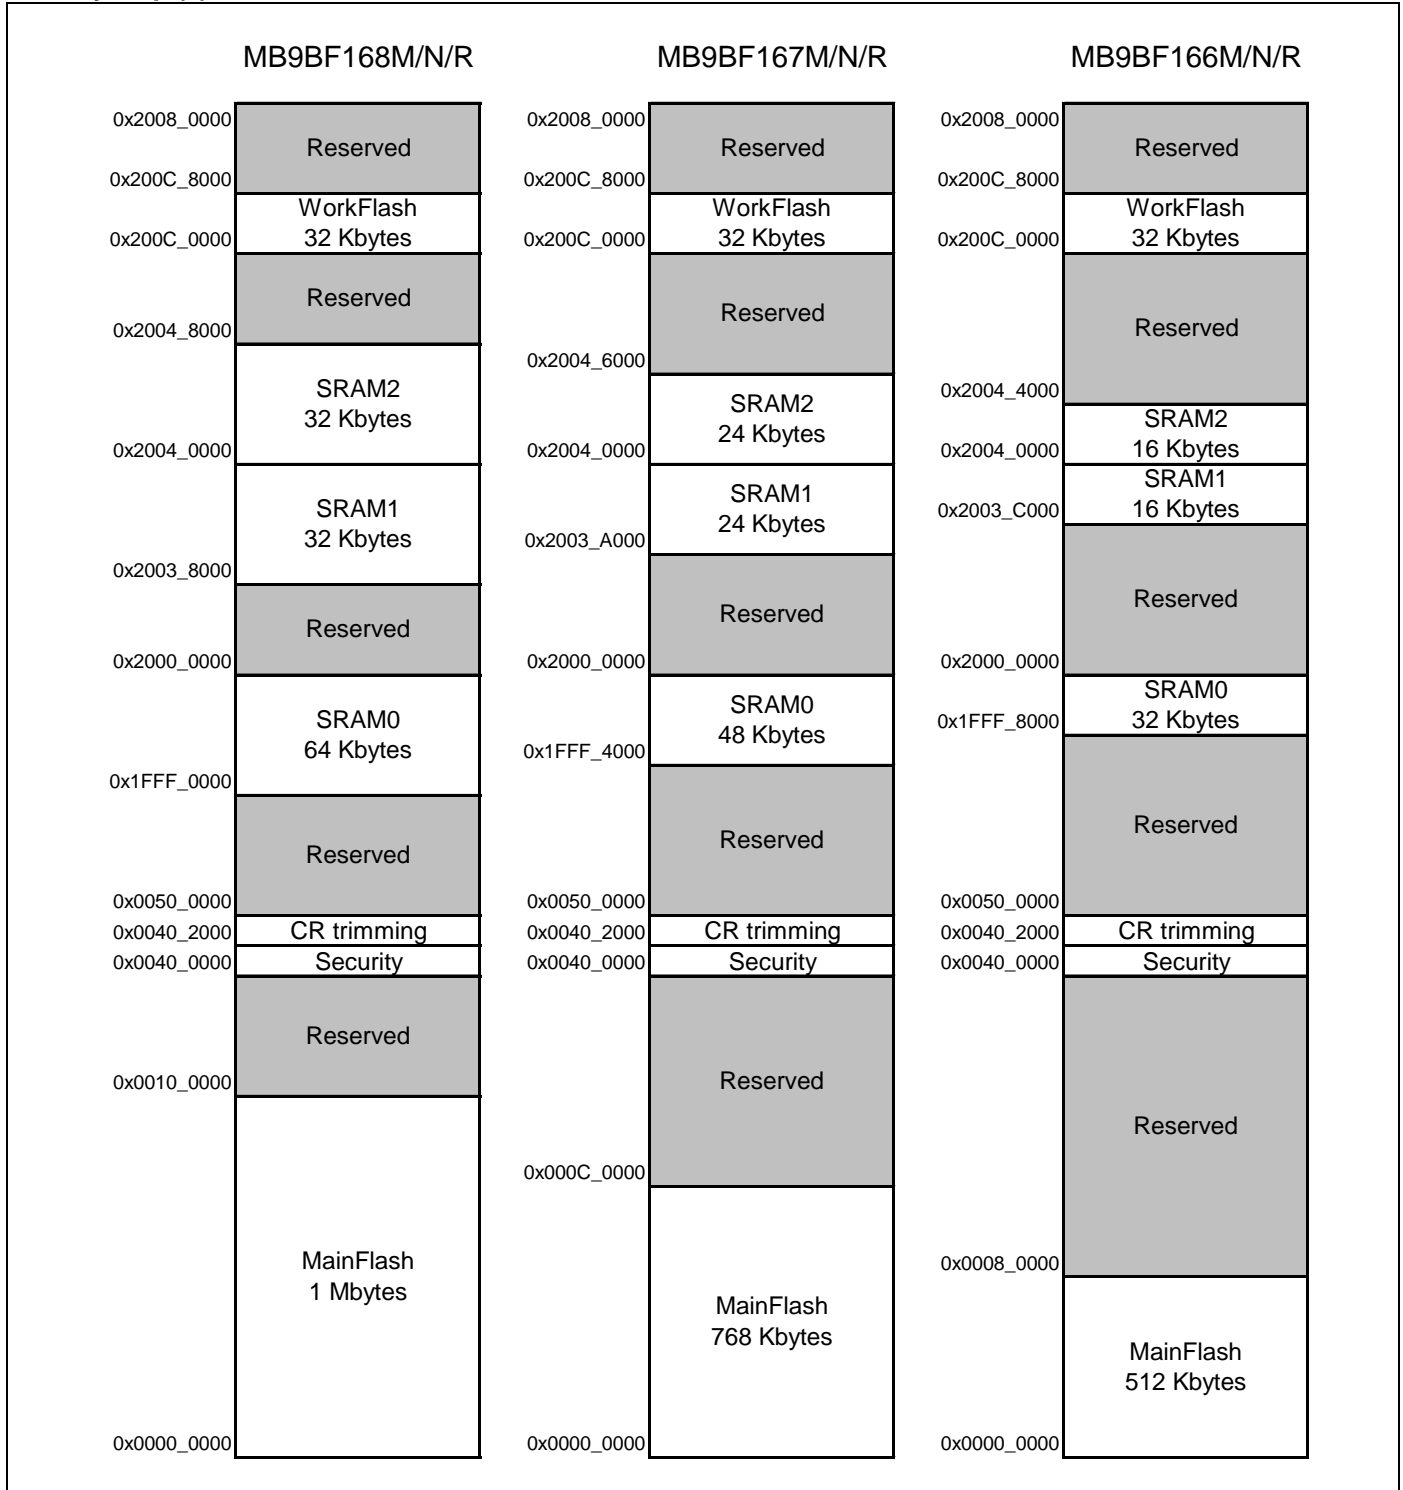 MB9BF168M/N/R
0x2008_0000
Reserved
0x200C_8000
WorkFlash
32 Kbytes
0x200C_0000
Reserved
0x2004_8000
SRAM2
32 Kbytes
0x2004_0000
SRAM1
32 Kbytes
0x2003_8000
Reserved
0x2000_0000
SRAM0
64 Kbytes
0x1FFF_0000
Reserved
0x0050_0000
CR trimming
0x0040_2000
Security
0x0040_0000
Reserved
0x0010_0000
MainFlash
1 Mbytes
0x0000_0000
MB9BF167M/N/R
0x2008_0000
Reserved
0x200C_8000
WorkFlash
32 Kbytes
0x200C_0000
Reserved
0x2004_6000
SRAM2
24 Kbytes
0x2004_0000
SRAM1
24 Kbytes
0x2003_A000
Reserved
0x2000_0000
SRAM0
48 Kbytes
0x1FFF_4000
Reserved
0x0050_0000
CR trimming
0x0040_2000
Security
0x0040_0000
Reserved
0x000C_0000
MainFlash
768 Kbytes
0x0000_0000
MB9BF166M/N/R
0x2008_0000
Reserved
0x200C_8000
WorkFlash
32 Kbytes
0x200C_0000
Reserved
0x2004_4000
SRAM2
16 Kbytes
0x2004_0000
SRAM1
16 Kbytes
0x2003_C000
Reserved
0x2000_0000
SRAM0
32 Kbytes
0x1FFF_8000
Reserved
0x0050_0000
CR trimming
0x0040_2000
Security
0x0040_0000
Reserved
0x0008_0000
MainFlash
512 Kbytes
0x0000_0000